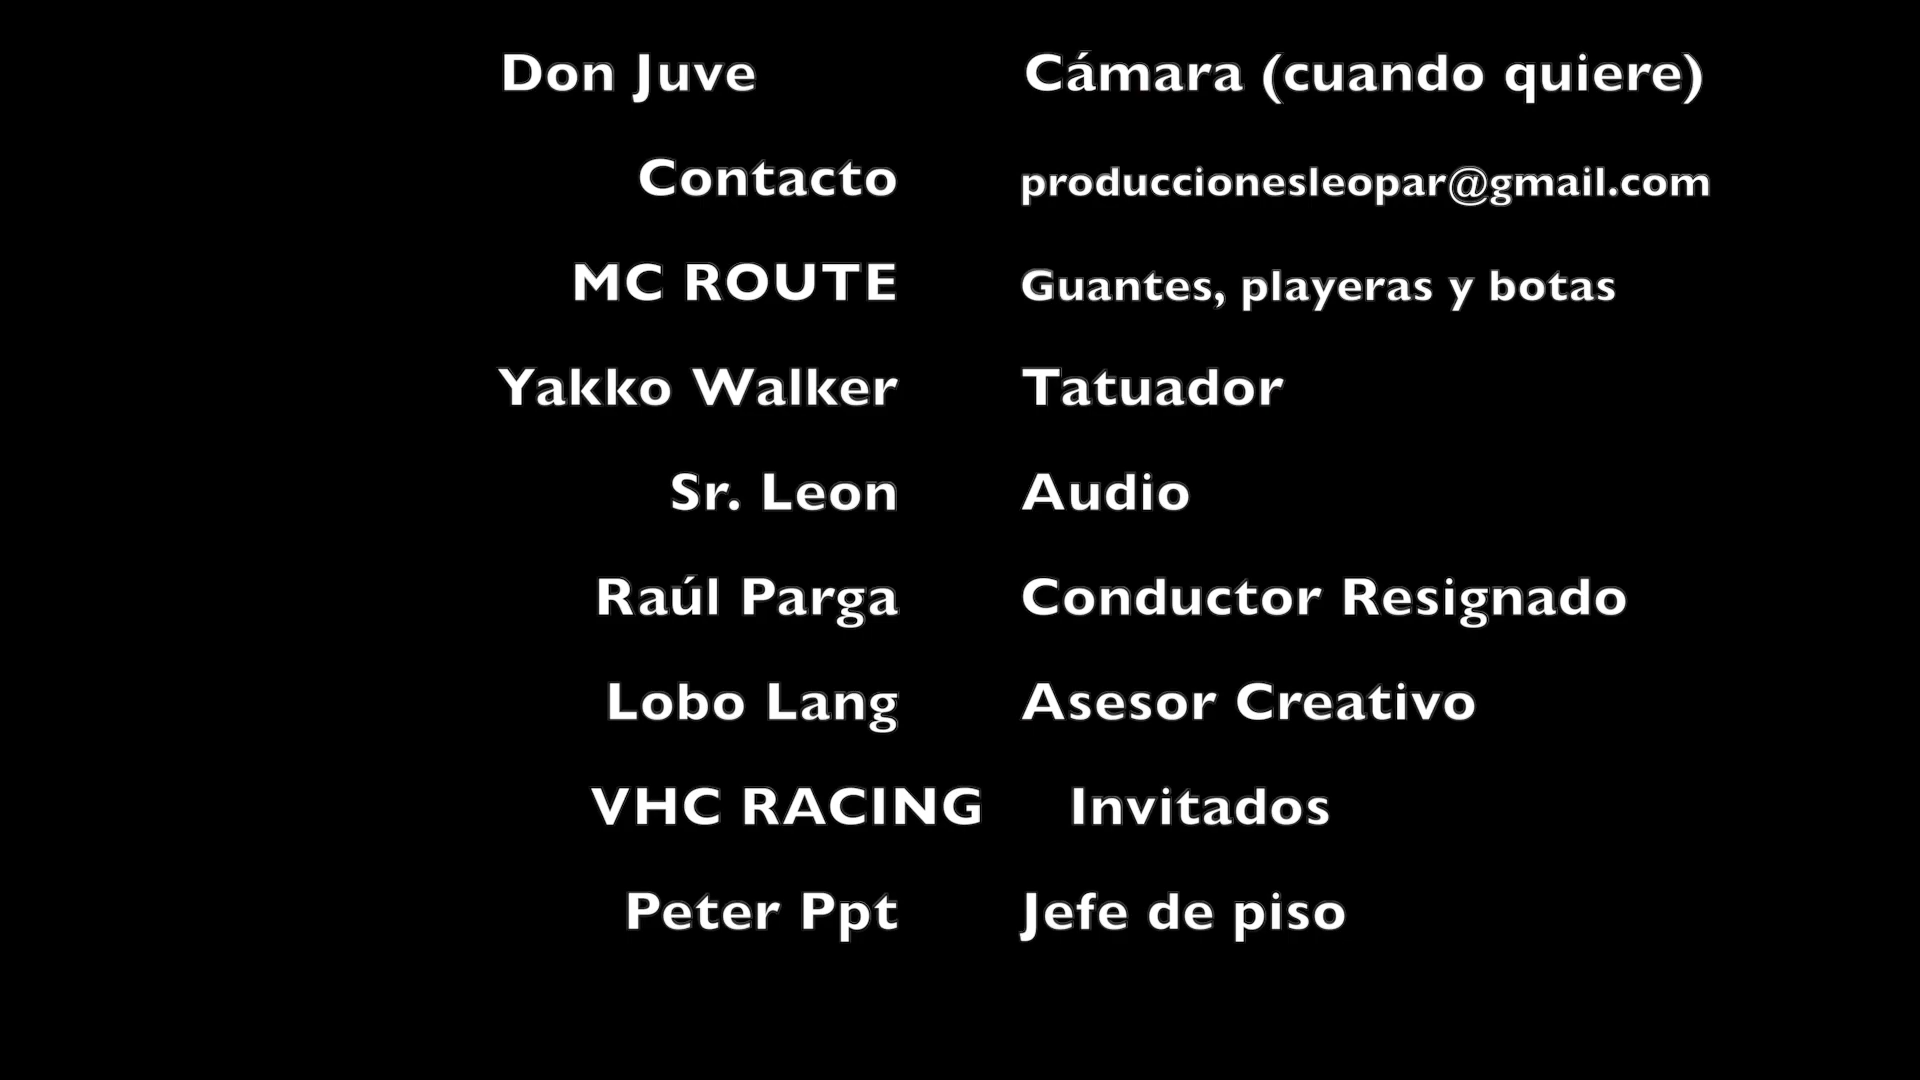 Don Juve Cámara (cuando quiere)
Contacto produccionesleopar@gmail.com
MC ROUTE Guantes, playeras y botas
Yakko Walker Tatuador
Sr. Leon Audio
Raúl Parga Conductor Resignado
Lobo Lang Asesor Creativo
VHC RACING Invitados
Peter Ppt Jefe de piso